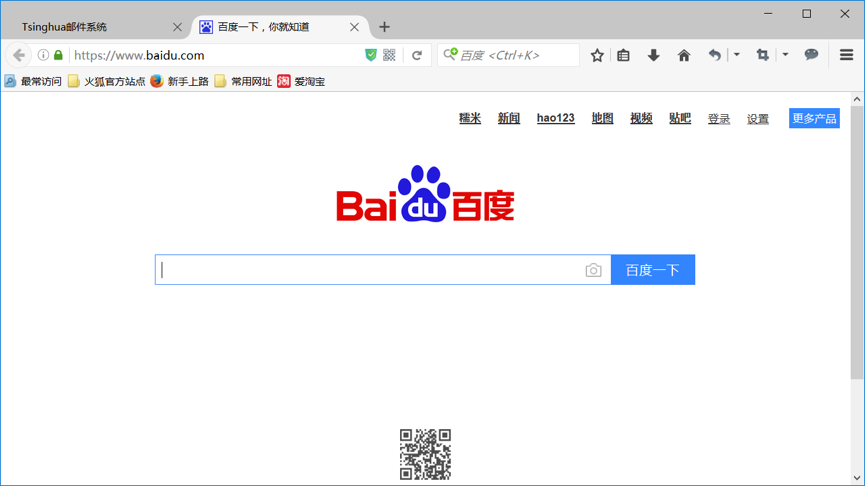 Tsinghua邮件系统
百度一下，你就知道
https://www.baidu.com
百度 <Ctrl+K>
最常访问 火狐官方站点 新手上路 常用网址 淘 爱淘宝
糯米 新闻 hao123 地图 视频 贴吧 登录 设置 更多产品
Bai du 百度
百度一下